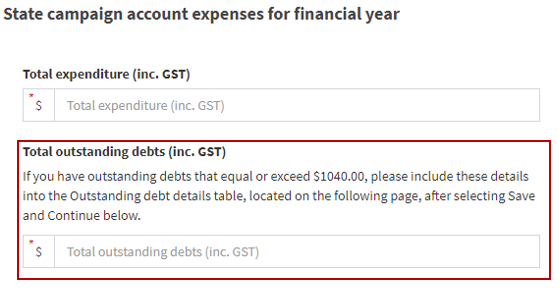 State campaign account expenses for financial year
Total expenditure (inc. GST)
* $ Total expenditure (inc. GST)
Total outstanding debts (inc. GST)
If you have outstanding debts that equal or exceed $1040.00, please include these details
into the Outstanding debt details table, located on the following page, after selecting Save
and Continue below.
* $ Total outstanding debts (inc. GST)